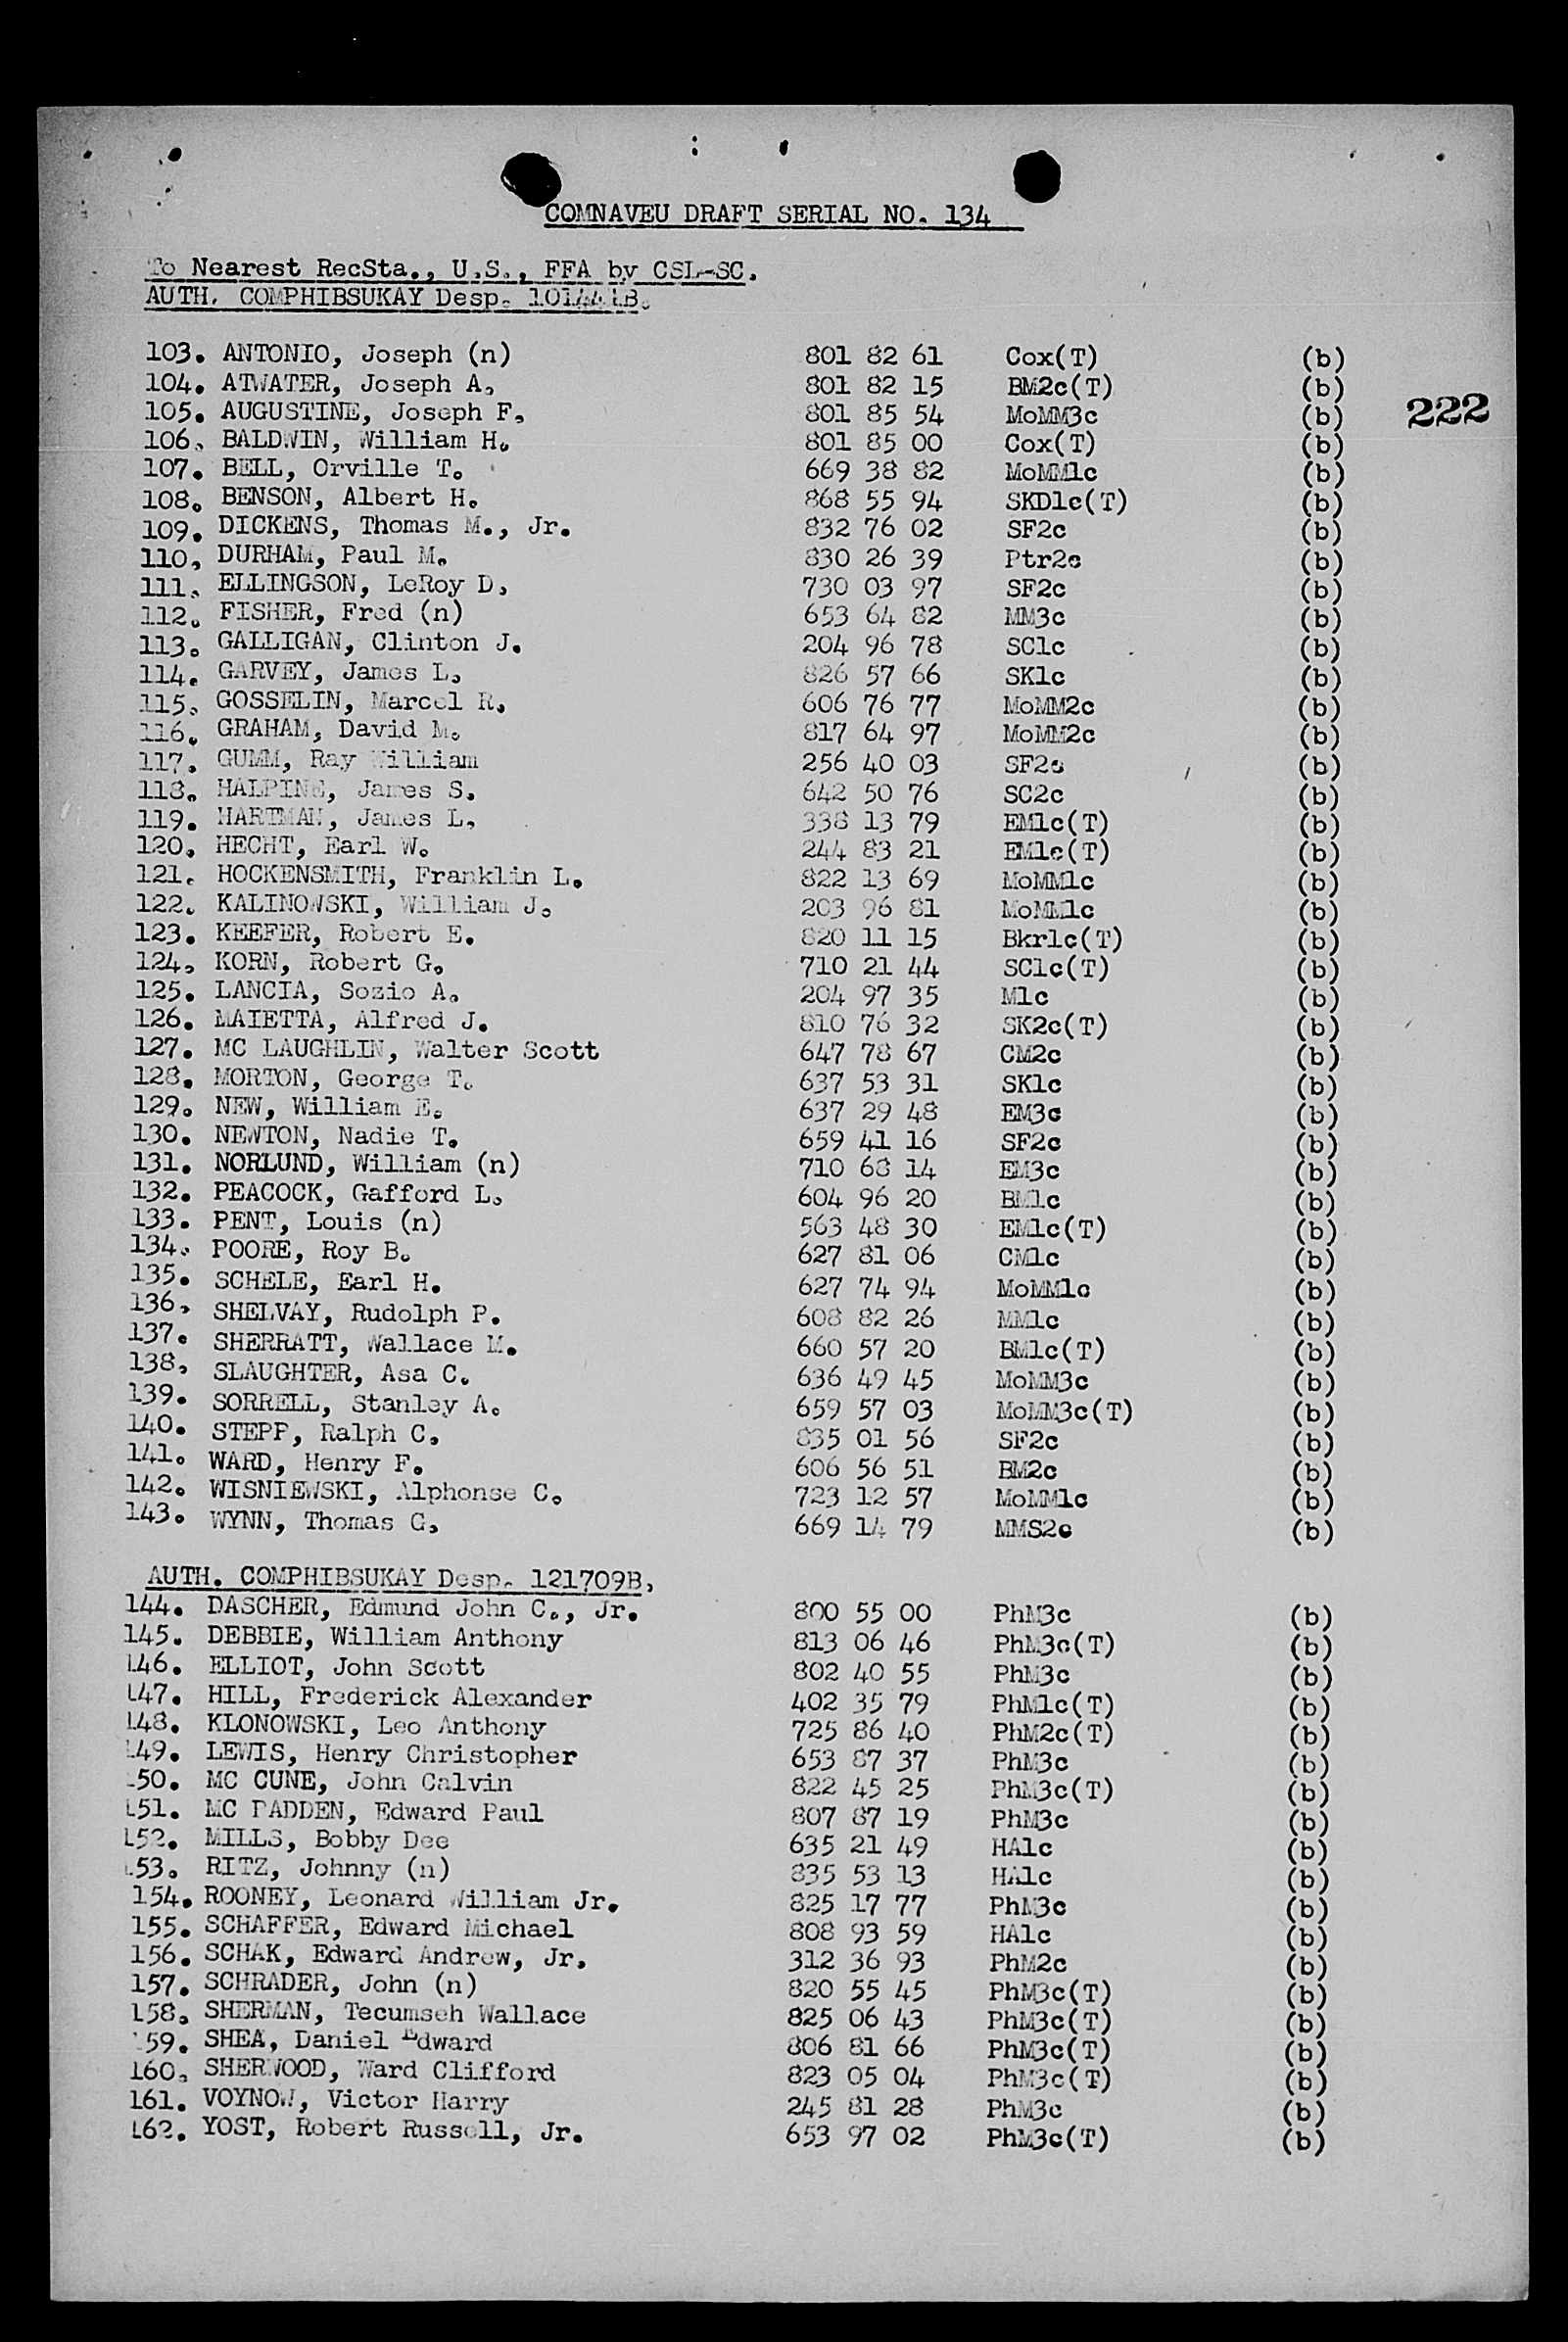 COMNAVEU DRAFT SERIAL NO. 134
To Nearest RecSta., U.S., FFA by CSL-SC.
AUTH. COMPHIBSUKAY Desp. 101441B.
103. ANTONIO, Joseph (n) 801 82 61 Cox(T) (b)
104. ATWATER, Joseph A. 801 82 15 BM2c(T) (b)
222
105. AUGUSTINE, Joseph F. 801 85 54 MoMM3c (b)
106. BALDWIN, William H. 801 85 00 Cox(T) (b)
107. BELL, Orville T. 669 38 82 MoMM1c (b)
108. BENSON, Albert H. 868 55 94 SKD1c(T) (b)
109. DICKENS, Thomas M., Jr. 832 76 02 SF2c (b)
110. DURHAM, Paul M. 830 26 39 Ptr2c (b)
111. ELLINGSON, LeRoy D. 730 03 97 SF2c (b)
112. FISHER, Fred (n) 653 64 82 MM3c (b)
113. GALLIGAN, Clinton J. 204 96 78 SC1c (b)
114. GARVEY, James L. 826 57 66 SK1c (b)
115. GOSSELIN, Marcel R. 606 76 77 MoMM2c (b)
116. GRAHAM, David M. 817 64 97 MoMM2c (b)
117. GUMM, Ray William 256 40 03 SF2c (b)
118. HALPINE, James S. 642 50 76 SC2c (b)
119. HARTMAN, James L. 338 13 79 EM1c(T) (b)
120. HECHT, Earl W. 244 83 21 EM1c(T) (b)
121. HOCKENSMITH, Franklin L. 822 13 69 MoMM1c (b)
122. KALINOWSKI, William J. 203 96 81 MoMM1c (b)
123. KEEFER, Robert E. 820 11 15 Bkr1c(T) (b)
124. KORN, Robert G. 710 21 44 SC1c(T) (b)
125. LANCIA, Sozio A. 204 97 35 M1c (b)
126. MAIETTA, Alfred J. 810 76 32 SK2c(T) (b)
127. MC LAUGHLIN, Walter Scott 647 78 67 CM2c (b)
128. MORTON, George T. 637 53 31 SK1c (b)
129. NEW, William E. 637 29 48 EM3c (b)
130. NEWTON, Nadie T. 659 41 16 SF2c (b)
131. NORLUND, William (n) 710 68 14 EM3c (b)
132. PEACOCK, Gafford L. 604 96 20 BM1c (b)
133. PENT, Louis (n) 563 48 30 EM1c(T) (b)
134. POORE, Roy B. 627 81 06 CM1c (b)
135. SCHELE, Earl H. 627 74 94 MoMM1c (b)
136. SHELVAY, Rudolph P. 608 82 26 MM1c (b)
137. SHERRATT, Wallace M. 660 57 20 BM1c(T) (b)
138. SLAUGHTER, Asa C. 636 49 45 MoMM3c (b)
139. SORRELL, Stanley A. 659 57 03 MoMM3c(T) (b)
140. STEPP, Ralph C. 835 01 56 SF2c (b)
141. WARD, Henry F. 606 56 51 BM2c (b)
142. WISNIEWSKI, Alphonse C. 723 12 57 MoMM1c (b)
143. WYNN, Thomas G. 669 14 79 MMS2c (b)
AUTH. COMPHIBSUKAY Desp. 121709B.
144. DASCHER, Edmund John C., Jr. 800 55 00 PhM3c (b)
145. DEBBIE, William Anthony 813 06 46 PhM3c(T) (b)
146. ELLIOT, John Scott 802 40 55 PhM3c (b)
147. HILL, Frederick Alexander 402 35 79 PhM1c(T) (b)
148. KLONOWSKI, Leo Anthony 725 86 40 PhM2c(T) (b)
149. LEWIS, Henry Christopher 653 87 37 PhM3c (b)
150. MC CUNE, John Calvin 822 45 25 PhM3c(T) (b)
151. MC PADDEN, Edward Paul 807 87 19 PhM3c (b)
152. MILLS, Bobby Dee 635 21 49 HA1c (b)
153. RITZ, Johnny (n) 835 53 13 HA1c (b)
154. ROONEY, Leonard William Jr. 825 17 77 PhM3c (b)
155. SCHAFFER, Edward Michael 808 93 59 HA1c (b)
156. SCHAK, Edward Andrew, Jr. 312 36 93 PhM2c (b)
157. SCHRADER, John (n) 820 55 45 PhM3c(T) (b)
158. SHERMAN, Tecumseh Wallace 825 06 43 PhM3c(T) (b)
159. SHEA, Daniel Edward 806 81 66 PhM3c(T) (b)
160. SHERWOOD, Ward Clifford 823 05 04 PhM3c(T) (b)
161. VOYNOW, Victor Harry 245 81 28 PhM3c (b)
162. YOST, Robert Russell, Jr. 653 97 02 PhM3c(T) (b)